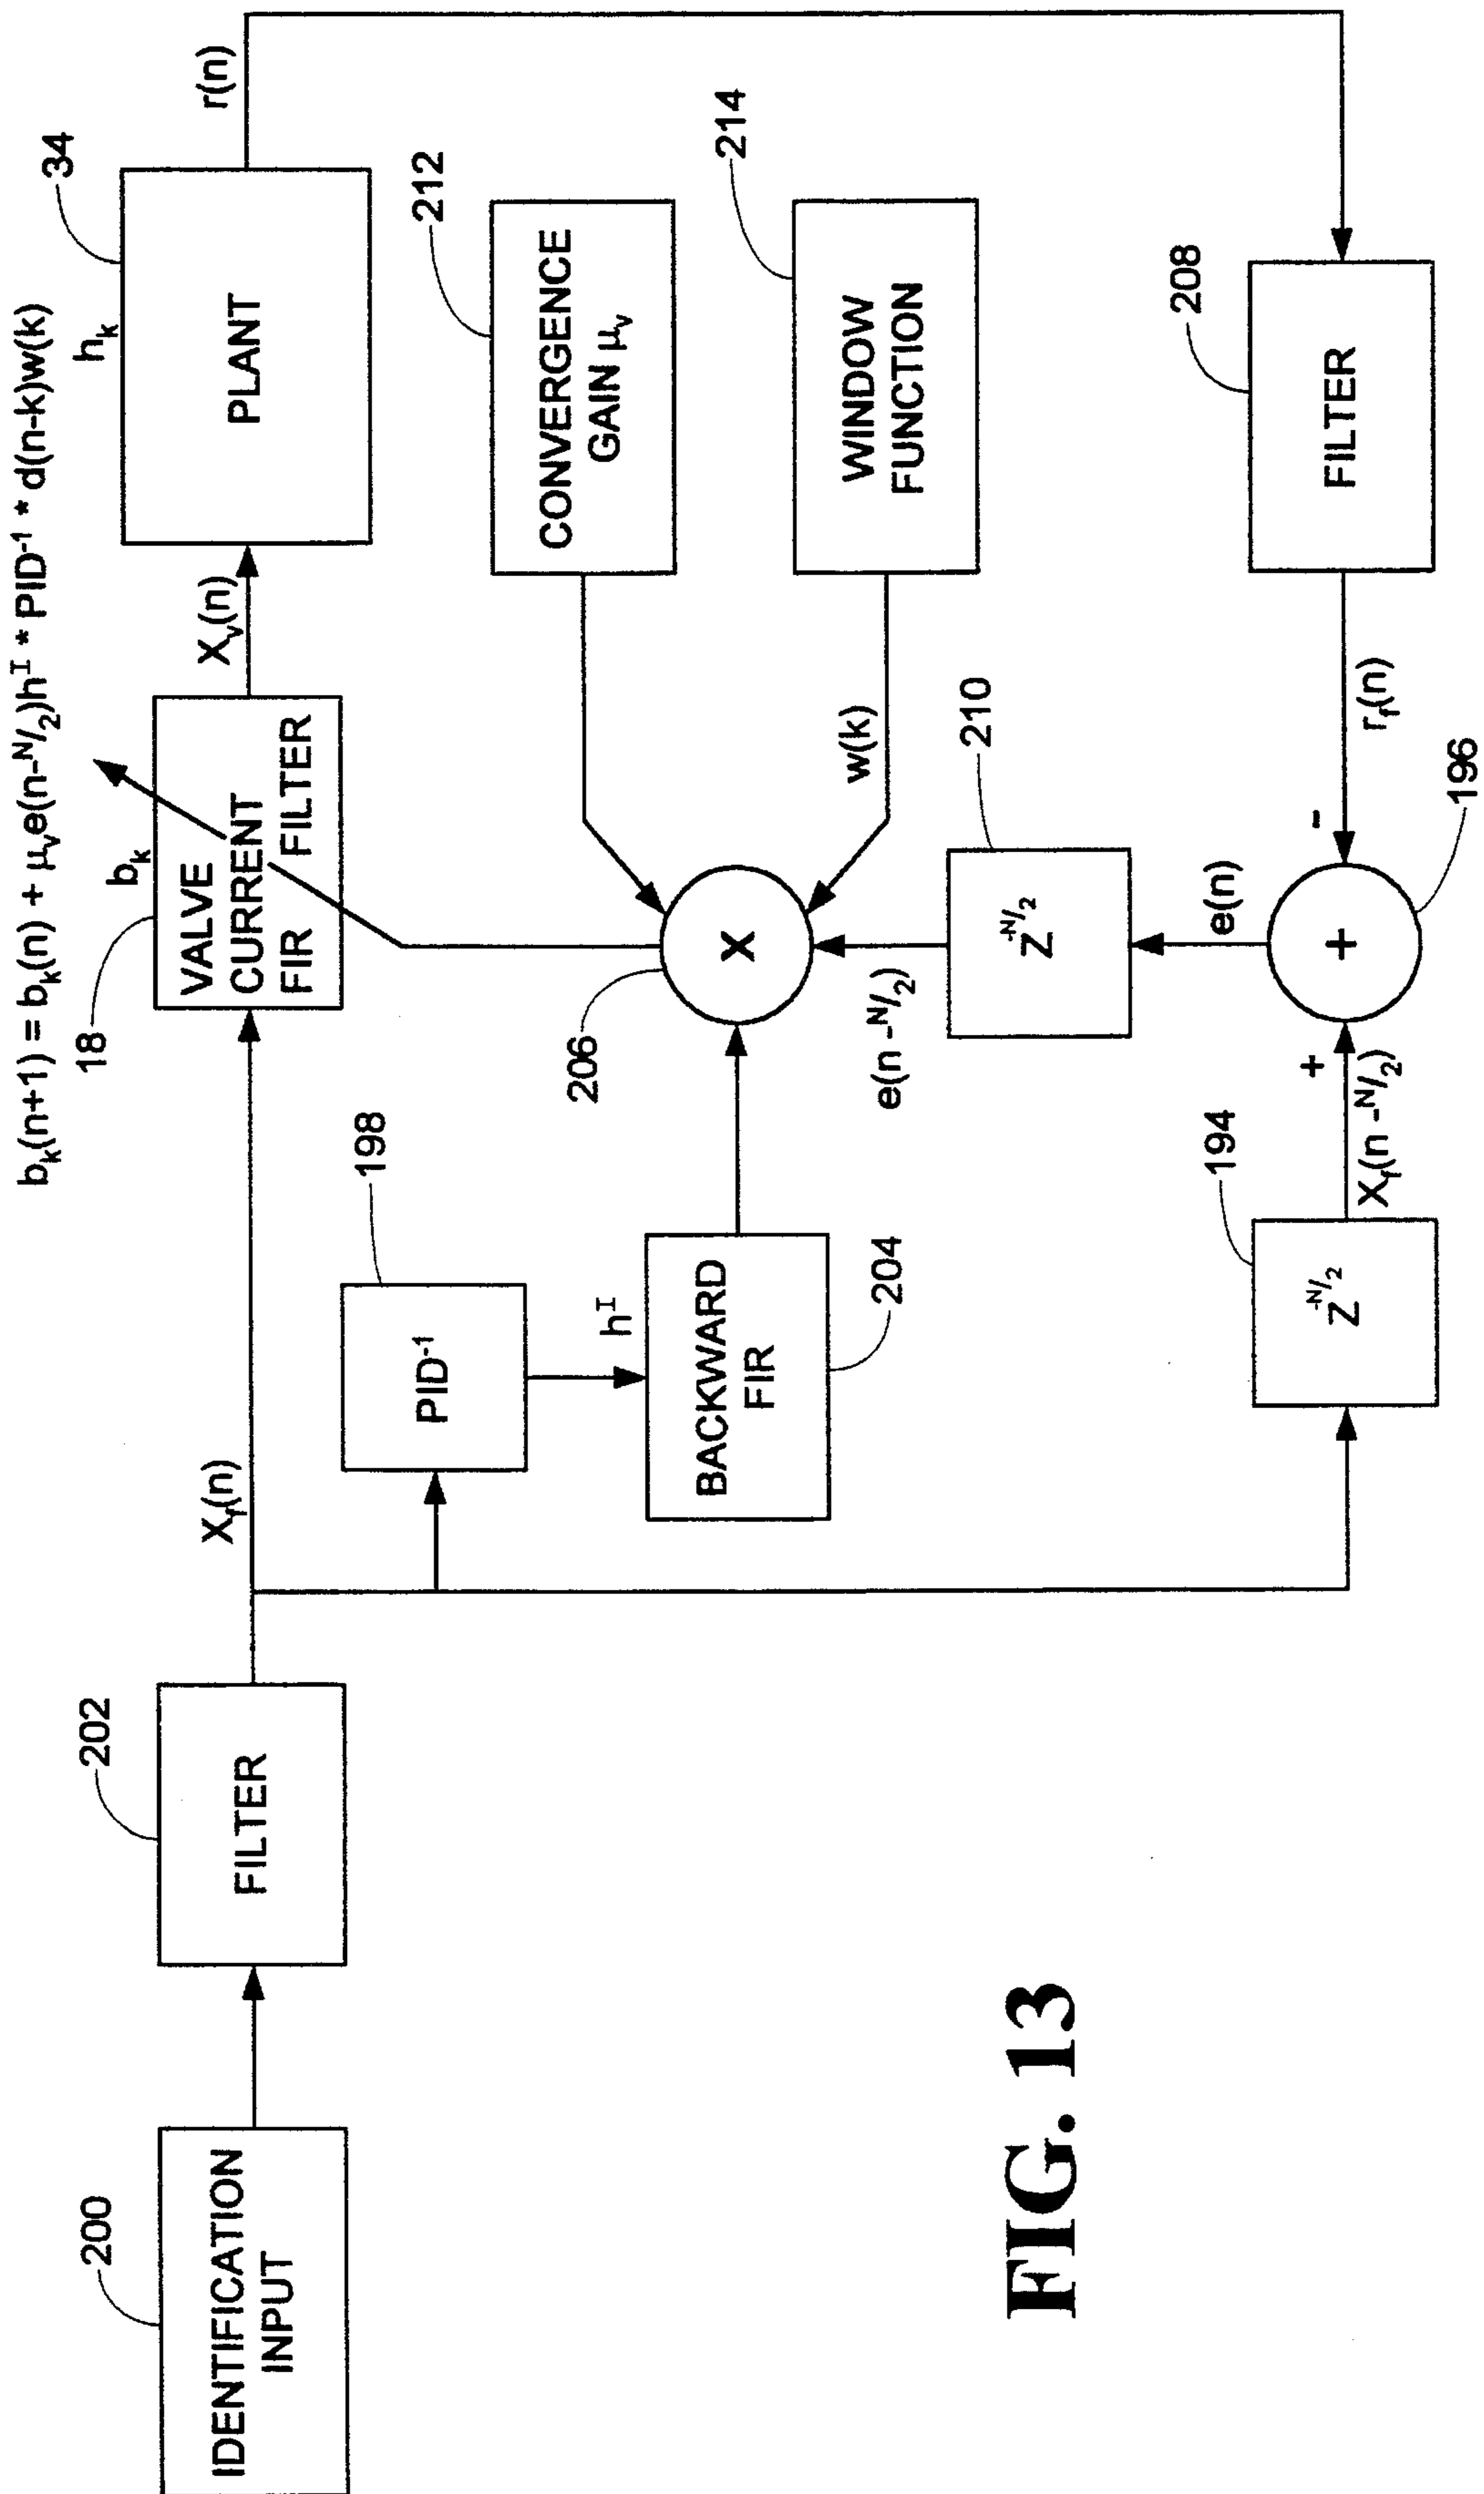 b_k(n+1) = b_k(n) + μ_v e(n-N/2)h^I * PID^-1 * d(n-k)w(k)
200
IDENTIFICATION
INPUT
202
FILTER
X_f(n)
18
b_k
VALVE
CURRENT
FIR FILTER
X_v(n)
34
h_k
PLANT
r(n)
198
PID^-1
h^I
BACKWARD
FIR
204
206
X
212
CONVERGENCE
GAIN μ_v
214
WINDOW
FUNCTION
w(k)
e(n -N/2)
210
Z^-N/2
e(n)
194
Z^-N/2
+
X_f(n -N/2)
+
196
-
r_f(n)
208
FILTER
FIG. 13